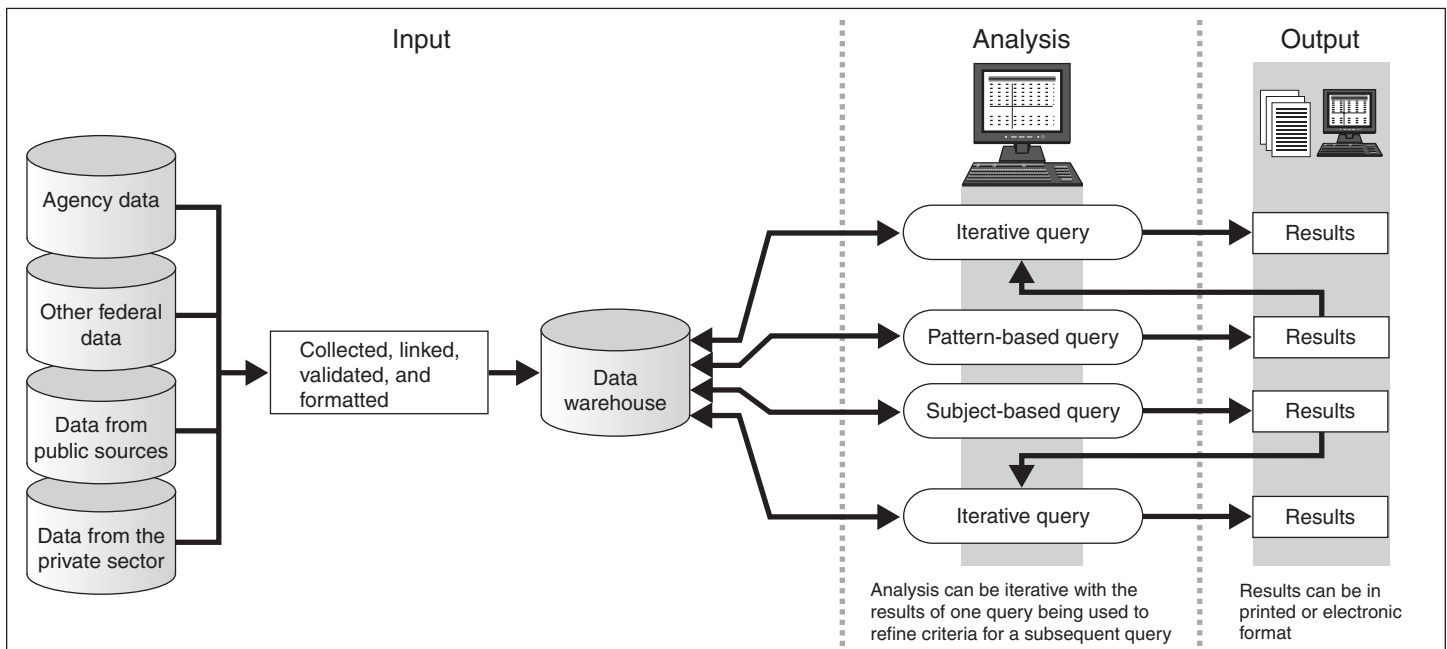 Input
Analysis
Output
Agency data
Other federal
data
Data from
public sources
Data from the
private sector
Collected, linked,
validated, and
formatted
Data
warehouse
Iterative query
Results
Pattern-based query
Results
Subject-based query
Results
Iterative query
Results
Analysis can be iterative with the
results of one query being used to
refine criteria for a subsequent query
Results can be in
printed or electronic
format